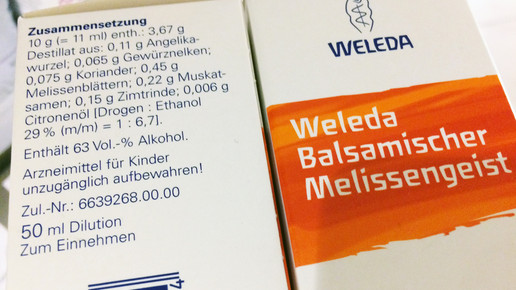 Zusammensetzung
10 g (= 11 ml) enth.: 3,67 g
Destillat aus: 0,11 g Angelika-
wurzel; 0,065 g Gewürznelken;
0,075 g Koriander; 0,45 g
Melissenblättern; 0,22 g Muskat-
samen; 0,15 g Zimtrinde; 0,006 g
Citronenöl [Drogen : Ethanol
29 % (m/m) = 1 : 6,7].
Enthält 63 Vol.-% Alkohol.
Arzneimittel für Kinder
unzugänglich aufbewahren!
Zul.-Nr.: 6639268.00.00
50 ml Dilution
Zum Einnehmen
WELEDA
Weleda
Balsamischer
Melissengeist